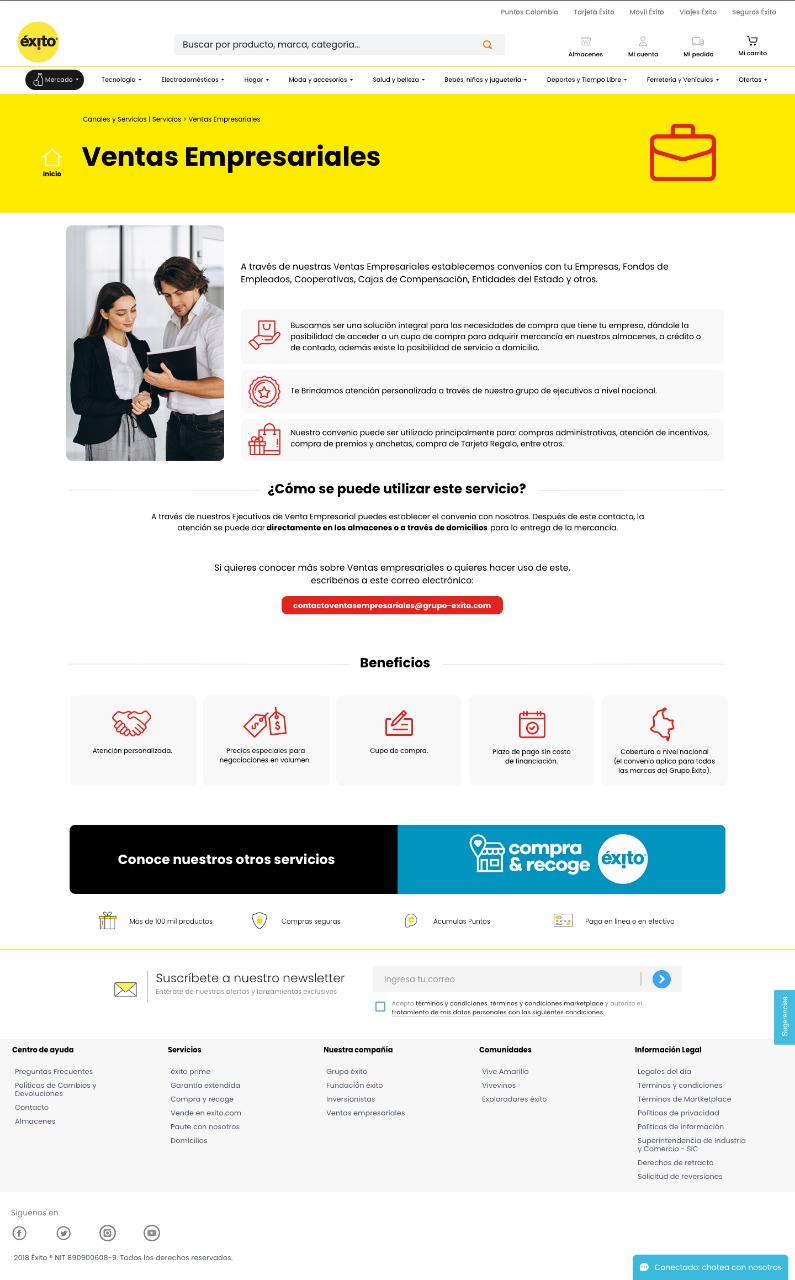 Puntos Colombia Tarjeta Éxito Movil Éxito Viajes Éxito Seguros Éxito
éxito
Buscar por producto, marca, categoría...
Almacenes Mi cuenta Mi pedido Mi carrito
Mercado Tecnología Electrodomésticos Hogar Moda y accesorios Salud y belleza Bebés, niños y juguetería Deportes y Tiempo Libre Ferretería y Vehículos Ofertas
Canales y Servicios | Servicios > Ventas Empresariales
Inicio
Ventas Empresariales
A través de nuestras Ventas Empresariales establecemos convenios con tu Empresas, Fondos de
Empleados, Cooperativas, Cajas de Compensación, Entidades del Estado y otros.
Buscamos ser una solución integral para las necesidades de compra que tiene tu empresa, dándole la
posibilidad de acceder a un cupo de compra para adquirir mercancía en nuestros almacenes, a crédito o
de contado, además existe la posibilidad de servicio a domicilio.
Te Brindamos atención personalizada a través de nuestro grupo de ejecutivos a nivel nacional.
Nuestro convenio puede ser utilizado principalmente para: compras administrativas, atención de incentivos,
compra de premios y anchetas, compra de Tarjeta Regalo, entre otros.
¿Cómo se puede utilizar este servicio?
A través de nuestros Ejecutivos de Venta Empresarial puedes establecer el convenio con nosotros. Después de este contacto, la
atención se puede dar directamente en los almacenes o a través de domicilios para la entrega de la mercancía.
Si quieres conocer más sobre Ventas empresariales o quieres hacer uso de este,
escríbenos a este correo electrónico:
contactoventasempresariales@grupo-exito.com
Beneficios
Atención personalizada.
Precios especiales para
negociaciones en volumen.
Cupo de compra.
Plazo de pago sin costo
de financiación.
Cobertura a nivel nacional
(el convenio aplica para todas
las marcas del Grupo Éxito).
Conoce nuestros otros servicios
compra
& recoge
éxito
Más de 100 mil productos Compras seguras Acumulas Puntos Paga en línea o en efectivo
Suscríbete a nuestro newsletter
Entérate de nuestras ofertas y lanzamientos exclusivos
Ingresa tu correo
Acepto términos y condiciones, términos y condiciones marketplace y autorizo el
tratamiento de mis datos personales con las siguientes condiciones.
Sugerencias
Centro de ayuda
Preguntas Frecuentes
Políticas de Cambios y
Devoluciones
Contacto
Almacenes
Servicios
éxito prime
Garantía extendida
Compra y recoge
Vende en exito.com
Paute con nosotros
Domicilios
Nuestra compañía
Grupo éxito
Fundación éxito
Inversionistas
Ventas empresariales
Comunidades
Vive Amarillo
Vivevinos
Exploradores éxito
Información Legal
Legales del día
Términos y condiciones
Términos de Martketplace
Políticas de privacidad
Políticas de información
Superintendencia de Industria
y Comercio - SIC
Derechos de retracto
Solicitud de reversiones
Síguenos en
2018 Éxito ® NIT 890900608-9. Todos los derechos reservados.
Conectado: chatea con nosotros